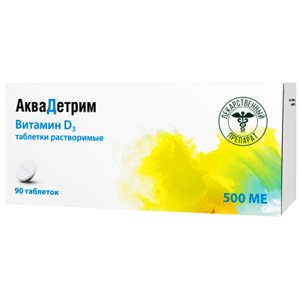 АкваДетрим
Витамин D₃
таблетки растворимые
90 таблеток
ЛЕКАРСТВЕННЫЙ
ПРЕПАРАТ
500 МЕ